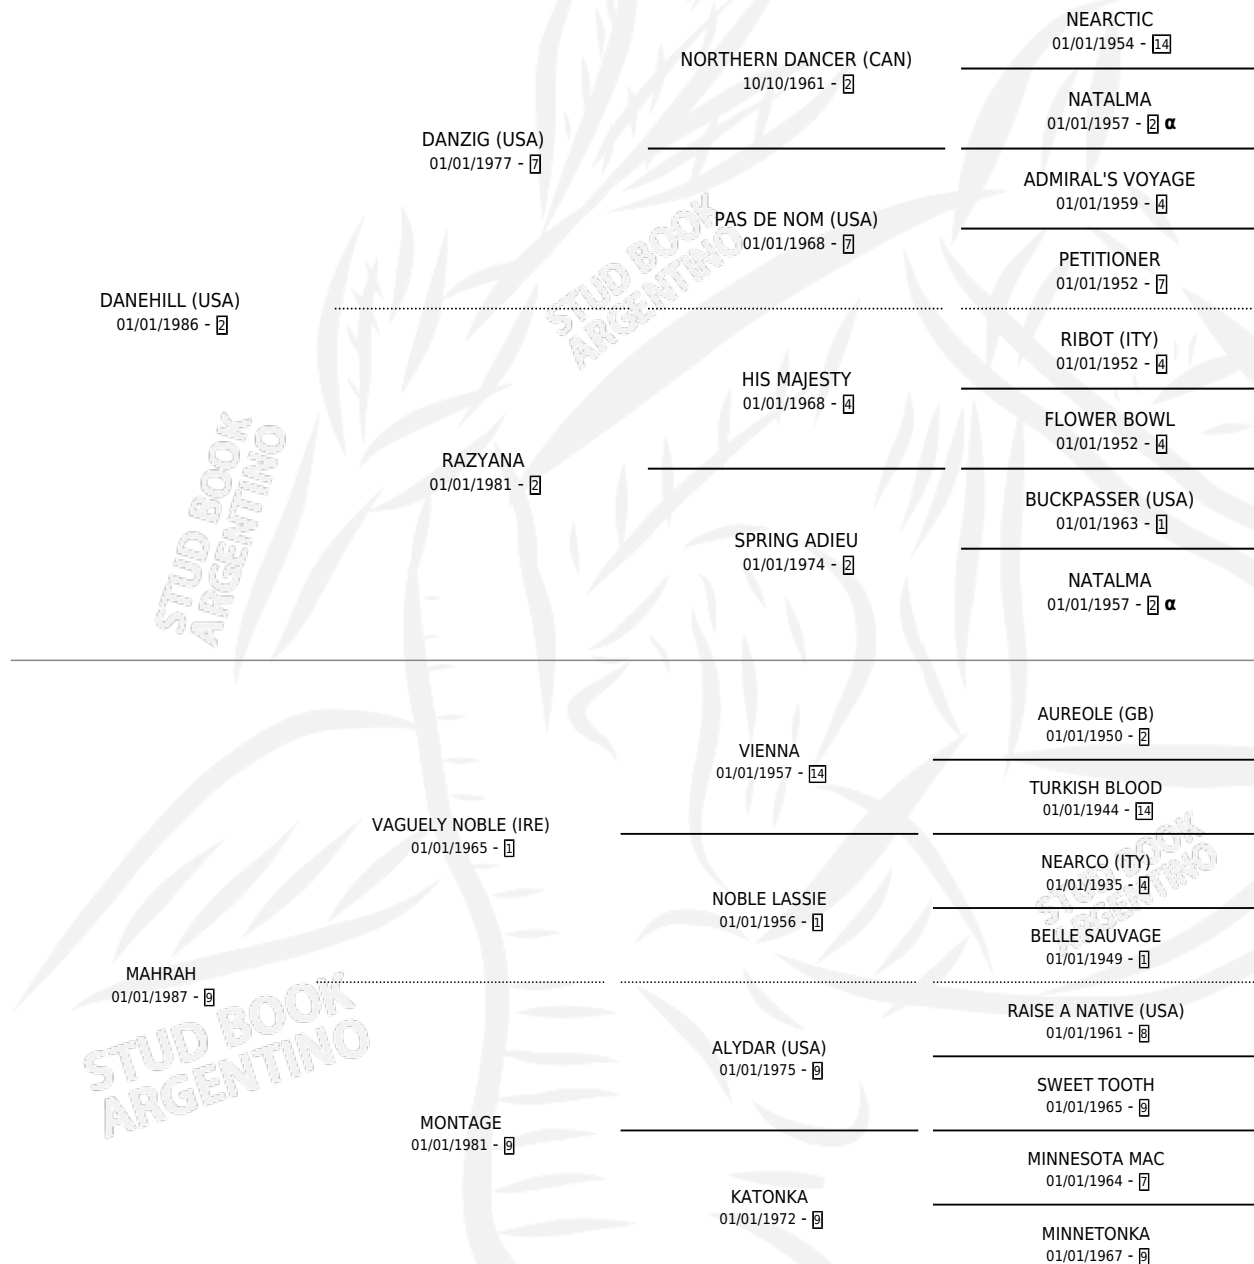 NEARCTIC
01/01/1954 - 14
NORTHERN DANCER (CAN)
10/10/1961 - 2
NATALMA
01/01/1957 - 2 α
DANZIG (USA)
01/01/1977 - 7
ADMIRAL'S VOYAGE
01/01/1959 - 4
PAS DE NOM (USA)
01/01/1968 - 7
PETITIONER
01/01/1952 - 7
DANEHILL (USA)
01/01/1986 - 2
STUD BOOK
ARGENTINO
RIBOT (ITY)
01/01/1952 - 4
HIS MAJESTY
01/01/1968 - 4
FLOWER BOWL
01/01/1952 - 4
RAZYANA
01/01/1981 - 2
BUCKPASSER (USA)
01/01/1963 - 1
SPRING ADIEU
01/01/1974 - 2
NATALMA
01/01/1957 - 2 α
STUD BOOK
ARGENTINO
AUREOLE (GB)
01/01/1950 - 2
VIENNA
01/01/1957 - 14
TURKISH BLOOD
01/01/1944 - 14
VAGUELY NOBLE (IRE)
01/01/1965 - 1
NEARCO (ITY)
01/01/1935 - 4
NOBLE LASSIE
01/01/1956 - 1
BELLE SAUVAGE
01/01/1949 - 1
STUD BOOK
ARGENTINO
MAHRAH
01/01/1987 - 9
STUD BOOK
ARGENTINO
RAISE A NATIVE (USA)
01/01/1961 - 8
ALYDAR (USA)
01/01/1975 - 9
SWEET TOOTH
01/01/1965 - 9
MONTAGE
01/01/1981 - 9
MINNESOTA MAC
01/01/1964 - 7
KATONKA
01/01/1972 - 9
MINNETONKA
01/01/1967 - 9